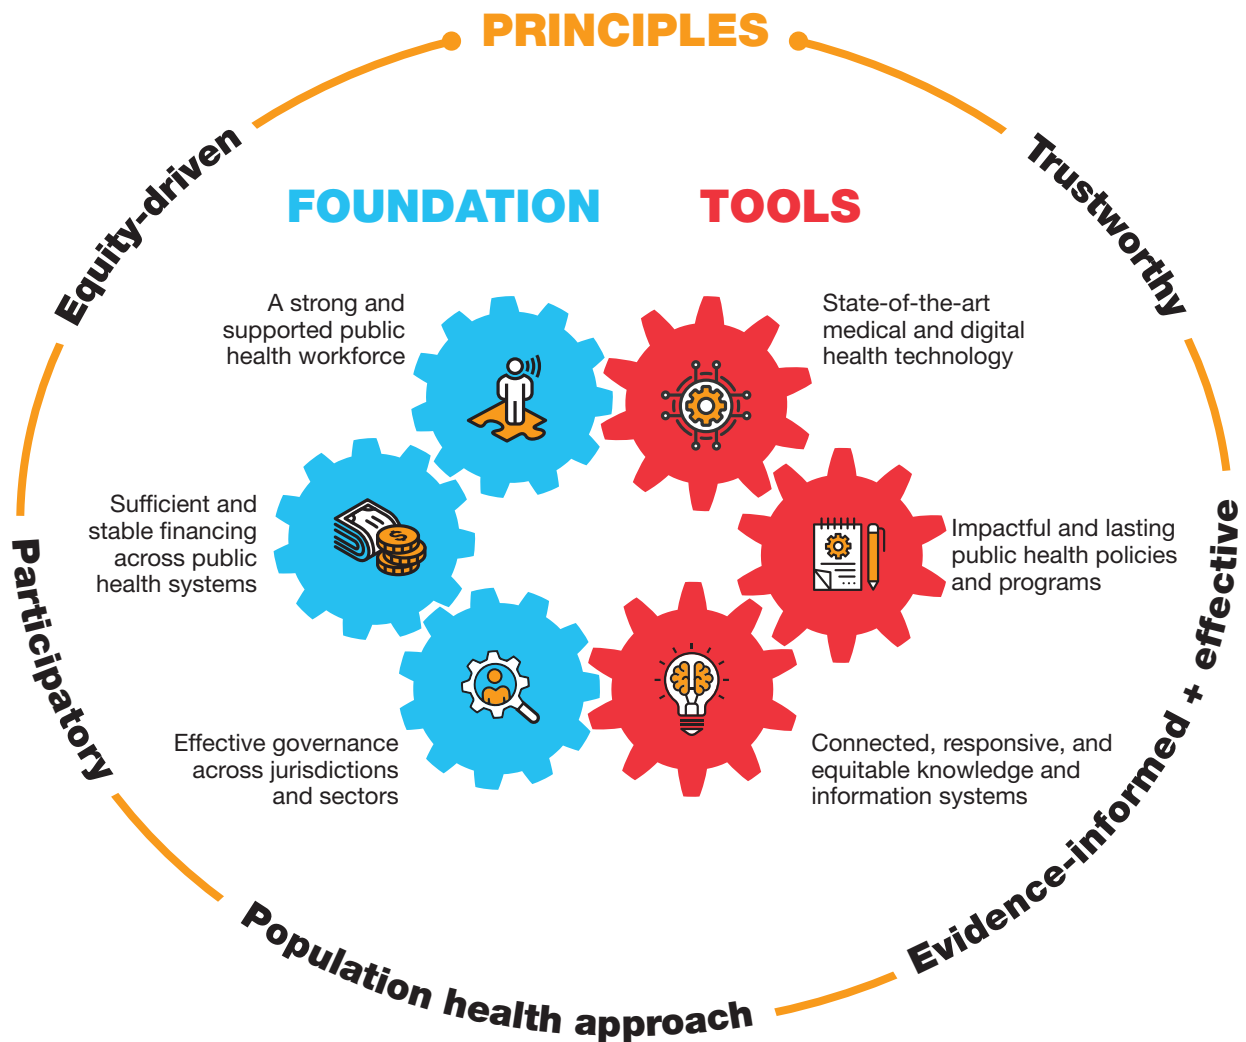 PRINCIPLES
Equity-driven
Trustworthy
FOUNDATION
TOOLS
A strong and
supported public
health workforce
State-of-the-art
medical and digital
health technology
Sufficient and
stable financing
across public
health systems
Impactful and lasting
public health policies
and programs
Effective governance
across jurisdictions
and sectors
Connected, responsive, and
equitable knowledge and
information systems
Participatory
Evidence-informed + effective
Population health approach
$